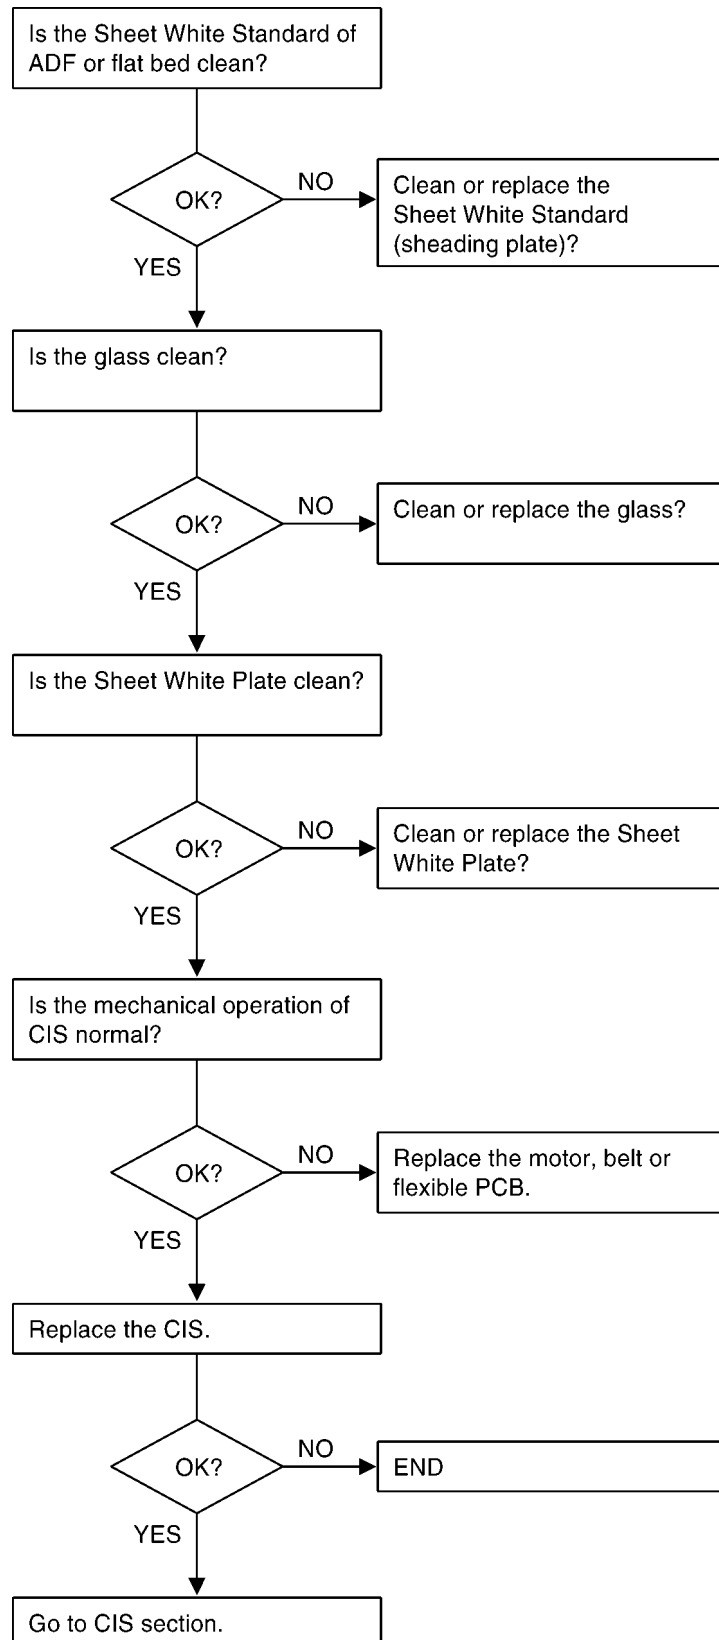 Is the Sheet White Standard of
ADF or flat bed clean?
OK?
NO
Clean or replace the
Sheet White Standard
(sheading plate)?
YES
Is the glass clean?
OK?
NO
Clean or replace the glass?
YES
Is the Sheet White Plate clean?
OK?
NO
Clean or replace the Sheet
White Plate?
YES
Is the mechanical operation of
CIS normal?
OK?
NO
Replace the motor, belt or
flexible PCB.
YES
Replace the CIS.
OK?
NO
END
YES
Go to CIS section.